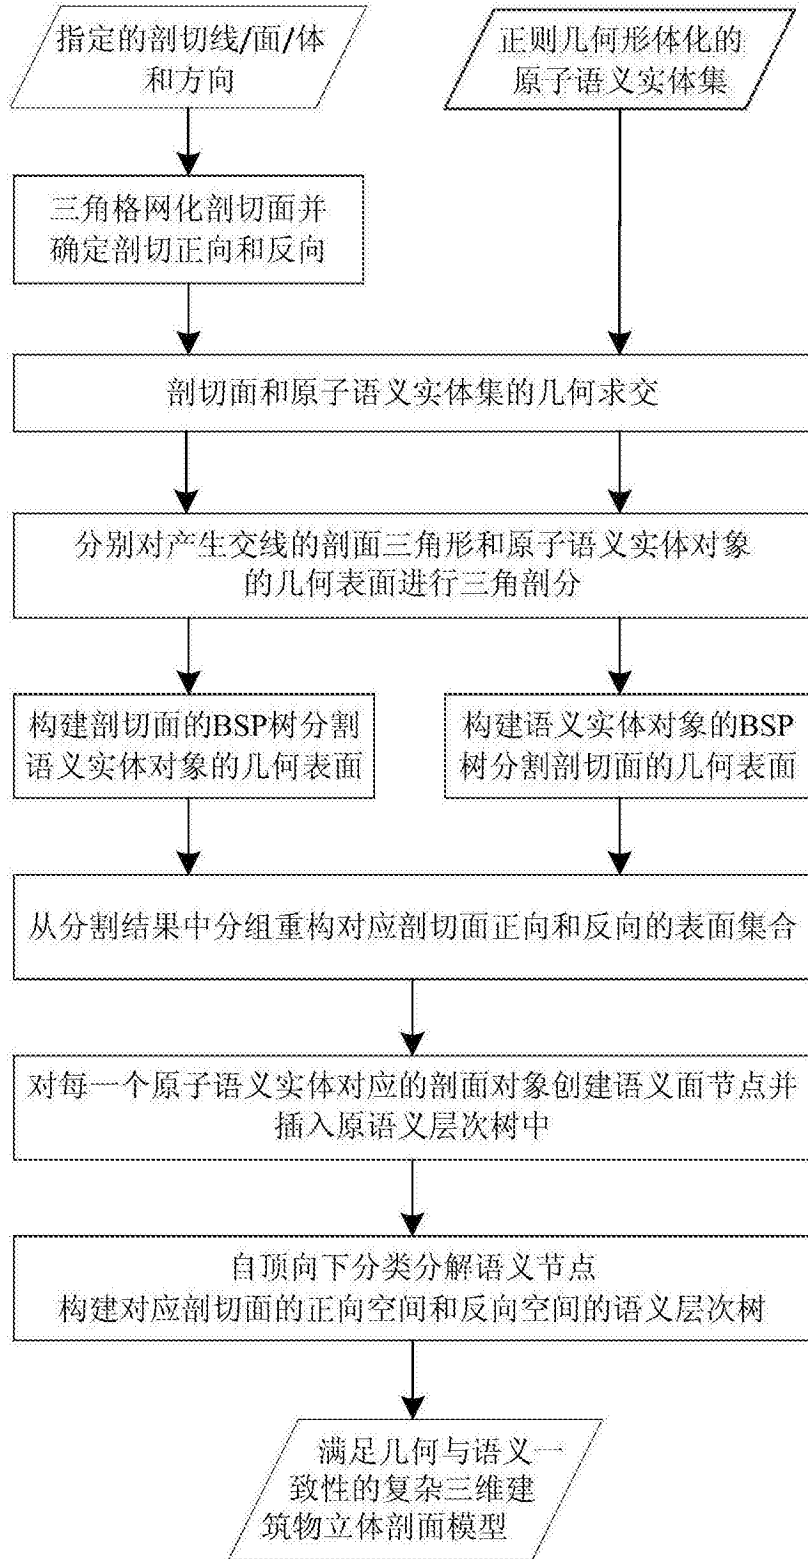 指定的剖切线/面/体
和方向
正则几何形体化的
原子语义实体集
三角格网化剖切面并
确定剖切正向和反向
剖切面和原子语义实体集的几何求交
分别对产生交线的剖面三角形和原子语义实体对象
的几何表面进行三角剖分
构建剖切面的BSP树分割
语义实体对象的几何表面
构建语义实体对象的BSP
树分割剖切面的几何表面
从分割结果中分组重构对应剖切面正向和反向的表面集合
对每一个原子语义实体对应的剖面对象创建语义面节点并
插入原语义层次树中
自顶向下分类分解语义节点
构建对应剖切面的正向空间和反向空间的语义层次树
满足几何与语义一
致性的复杂三维建
筑物立体剖面模型